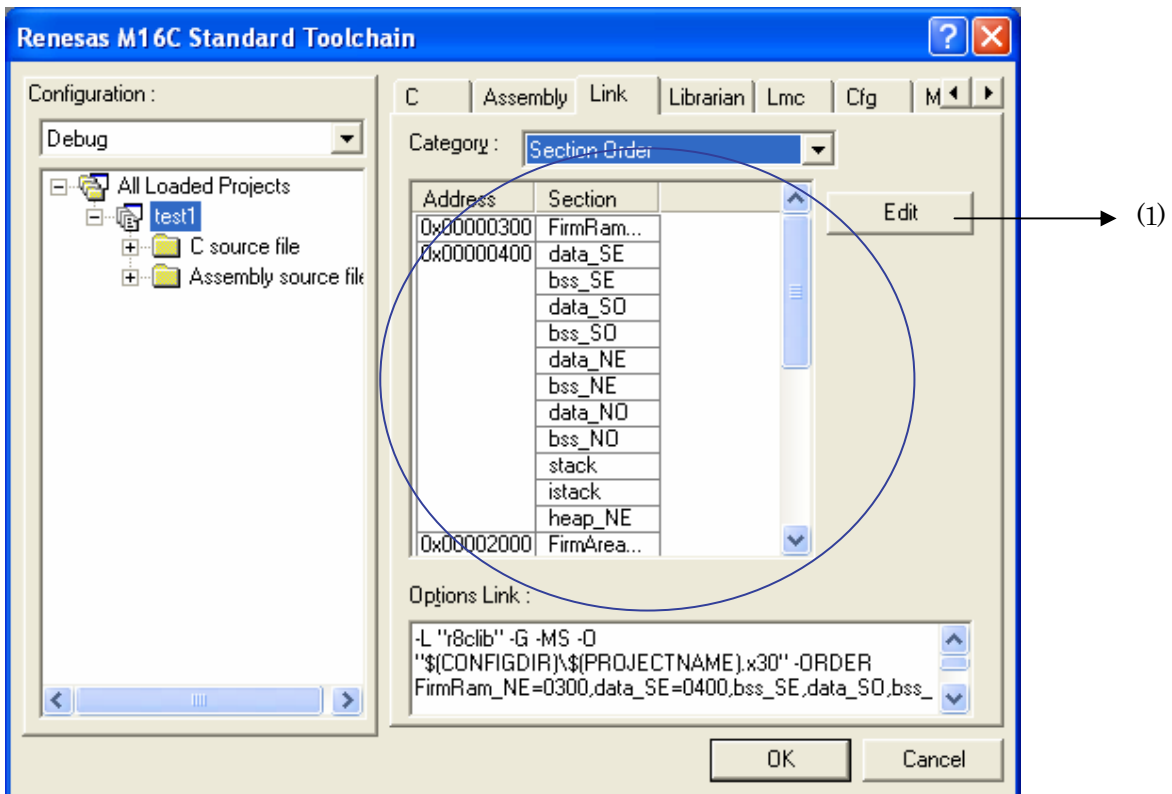 Renesas M16C Standard Toolchain
Configuration :
Debug
All Loaded Projects
test1
C source file
Assembly source file
C Assembly Link Librarian Lmc Cfg M
Category : Section Order
Address Section
0x00000300 FirmRam...
0x00000400 data_SE
bss_SE
data_SO
bss_SO
data_NE
bss_NE
data_NO
bss_NO
stack
istack
heap_NE
0x00002000 FirmArea...
Edit
(1)
Options Link :
-L "r8clib" -G -MS -O
"$(CONFIGDIR)\$(PROJECTNAME).x30" -ORDER
FirmRam_NE=0300,data_SE=0400,bss_SE,data_SO,bss_
OK Cancel